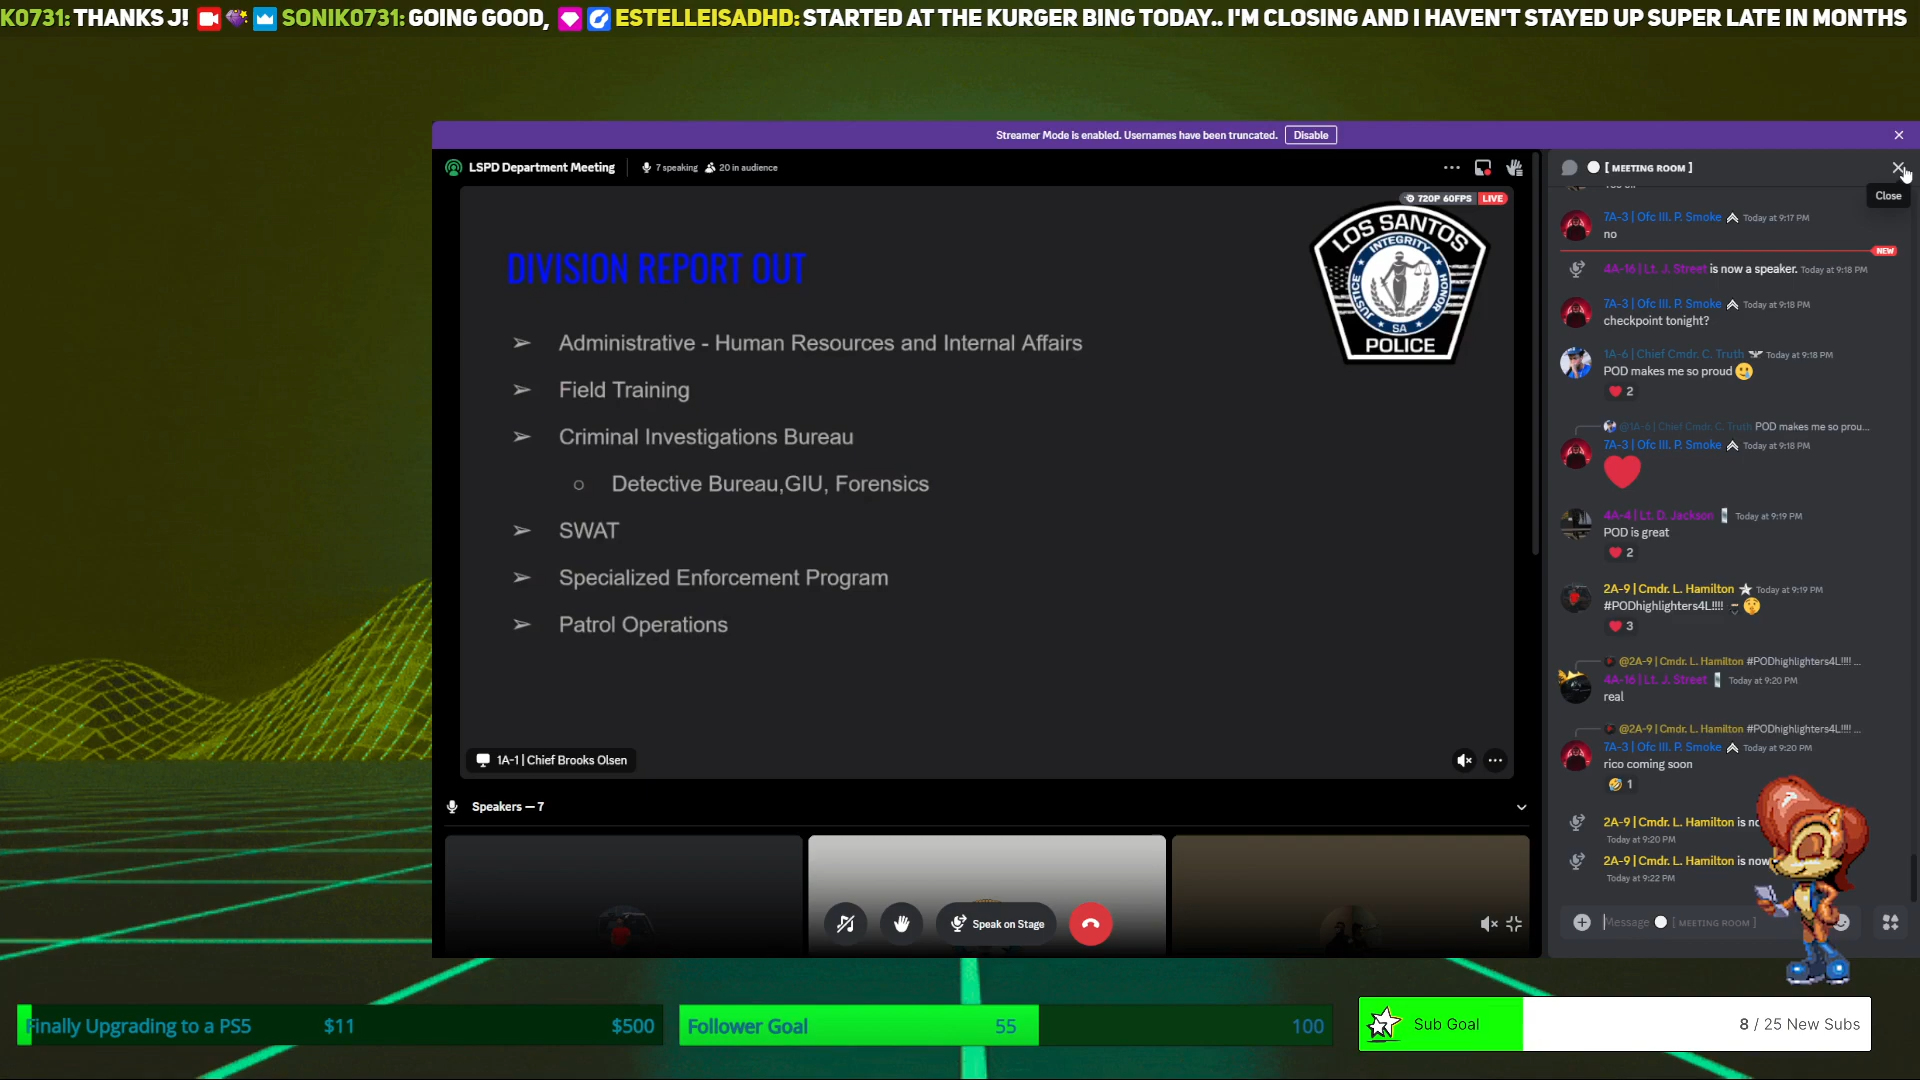 K0731: THANKS J! SONIK0731: GOING GOOD, ESTELLEISADHD: STARTED AT THE KURGER BING TODAY.. I'M CLOSING AND I HAVEN'T STAYED UP SUPER LATE IN MONTHS
Streamer Mode is enabled. Usernames have been truncated. Disable
LSPD Department Meeting
7 speaking 20 in audience
720P 60FPS LIVE
LOS SANTOS
INTEGRITY
JUSTICE
HONOR
SA
POLICE
DIVISION REPORT OUT
➢ Administrative - Human Resources and Internal Affairs
➢ Field Training
➢ Criminal Investigations Bureau
○ Detective Bureau,GIU, Forensics
➢ SWAT
➢ Specialized Enforcement Program
➢ Patrol Operations
1A-1 | Chief Brooks Olsen
Speakers — 7
Speak on Stage
[ MEETING ROOM ]
Close
7A-3 | Ofc III. P. Smoke Today at 9:17 PM
no
NEW
4A-16 | Lt. J. Street is now a speaker. Today at 9:18 PM
7A-3 | Ofc III. P. Smoke Today at 9:18 PM
checkpoint tonight?
1A-6 | Chief Cmdr. C. Truth Today at 9:18 PM
POD makes me so proud
2
@1A-6 | Chief Cmdr. C. Truth POD makes me so prou...
7A-3 | Ofc III. P. Smoke Today at 9:18 PM
4A-4 | Lt. D. Jackson Today at 9:19 PM
POD is great
2
2A-9 | Cmdr. L. Hamilton Today at 9:19 PM
#PODhighlighters4L!!!!
3
@2A-9 | Cmdr. L. Hamilton #PODhighlighters4L!!!! ...
4A-16 | Lt. J. Street Today at 9:20 PM
real
@2A-9 | Cmdr. L. Hamilton #PODhighlighters4L!!!! ...
7A-3 | Ofc III. P. Smoke Today at 9:20 PM
rico coming soon
1
2A-9 | Cmdr. L. Hamilton is
Today at 9:20 PM
2A-9 | Cmdr. L. Hamilton is now
Today at 9:22 PM
Message [ MEETING ROOM ]
Finally Upgrading to a PS5 $11 $500
Follower Goal 55 100
Sub Goal 8 / 25 New Subs